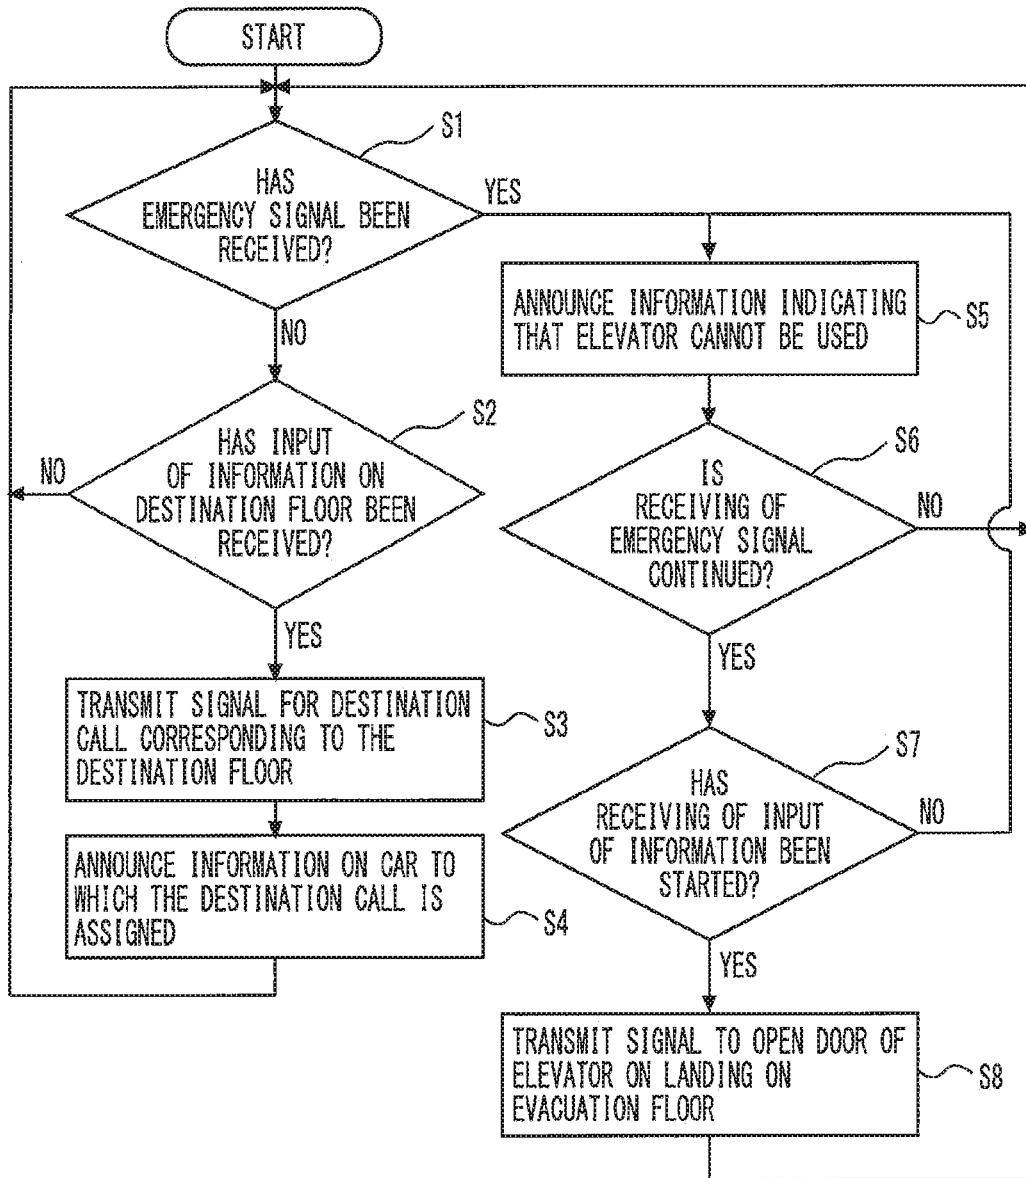 START
S1
HAS
EMERGENCY SIGNAL BEEN
RECEIVED?
YES
NO
S2
HAS INPUT
OF INFORMATION ON
DESTINATION FLOOR BEEN
RECEIVED?
NO
YES
TRANSMIT SIGNAL FOR DESTINATION
CALL CORRESPONDING TO THE
DESTINATION FLOOR
S3
ANNOUNCE INFORMATION ON CAR TO
WHICH THE DESTINATION CALL IS
ASSIGNED
S4
ANNOUNCE INFORMATION INDICATING
THAT ELEVATOR CANNOT BE USED
S5
S6
IS
RECEIVING OF
EMERGENCY SIGNAL
CONTINUED?
NO
YES
S7
HAS
RECEIVING OF INPUT
OF INFORMATION BEEN
STARTED?
NO
YES
TRANSMIT SIGNAL TO OPEN DOOR OF
ELEVATOR ON LANDING ON
EVACUATION FLOOR
S8